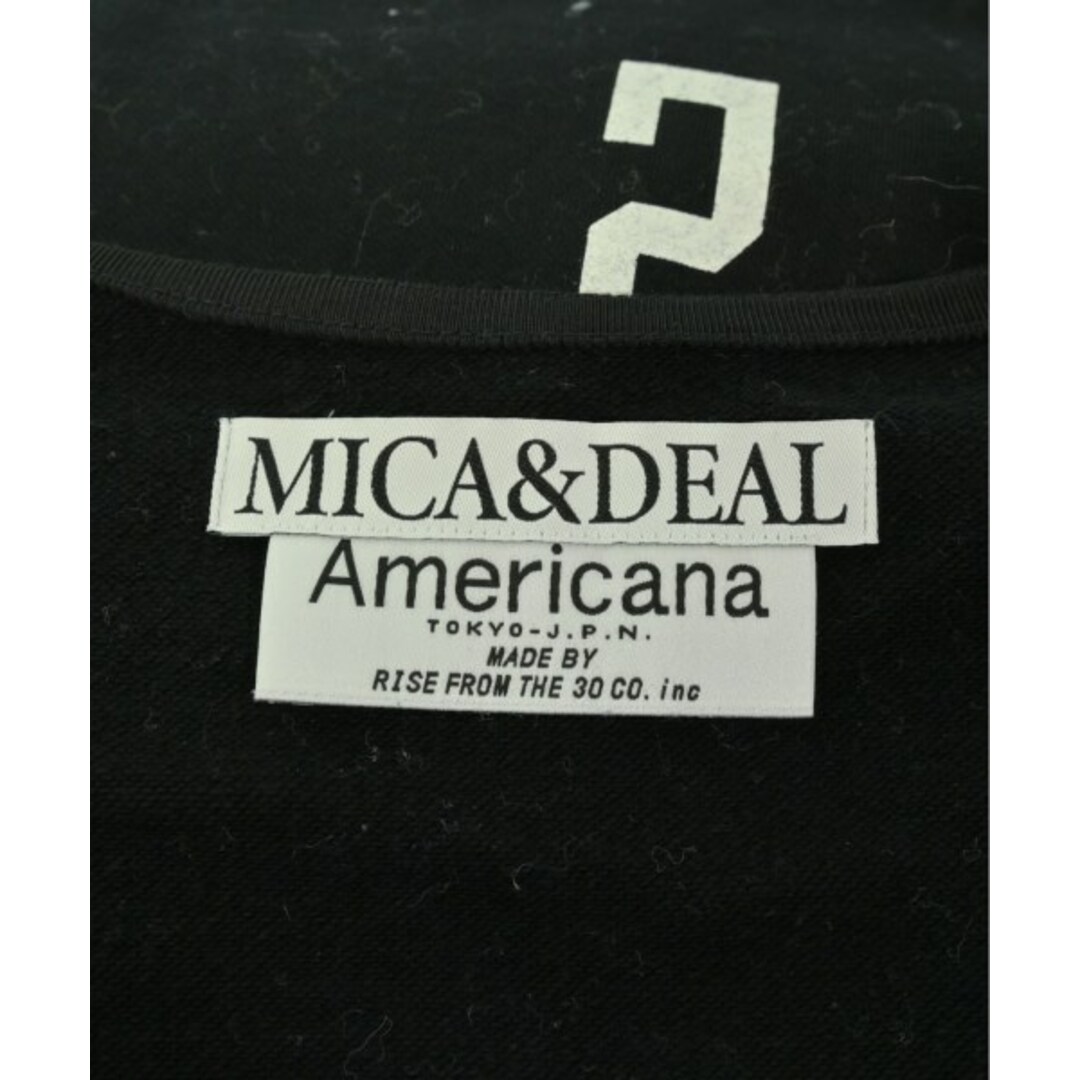 MICA&DEAL
Americana
TOKYO-J.P.N.
MADE BY
RISE FROM THE 30 CO. inc